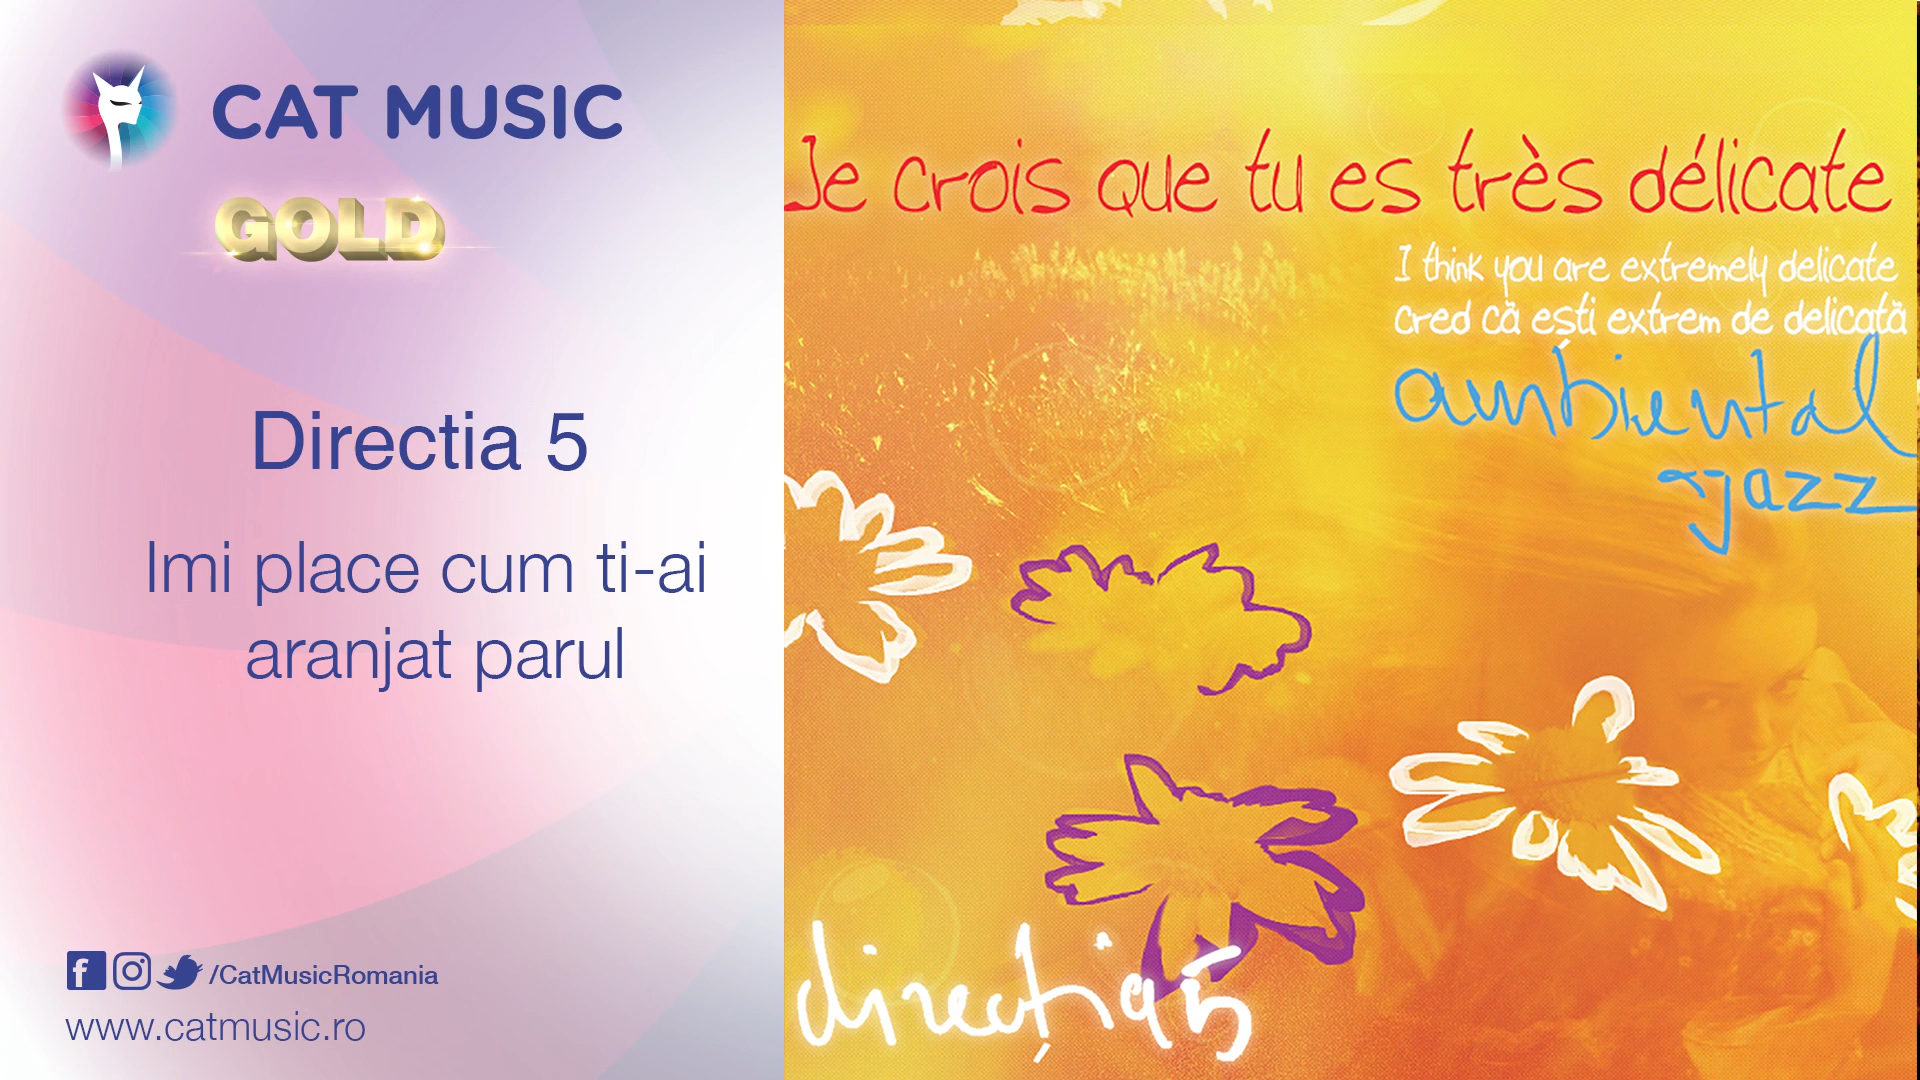 CAT MUSIC
GOLD
Directia 5
Imi place cum ti-ai
aranjat parul
/CatMusicRomania
www.catmusic.ro
Je crois que tu es très délicate
I think you are extremely delicate
cred că ești extrem de delicată
ambiental
jazz
direcția 5